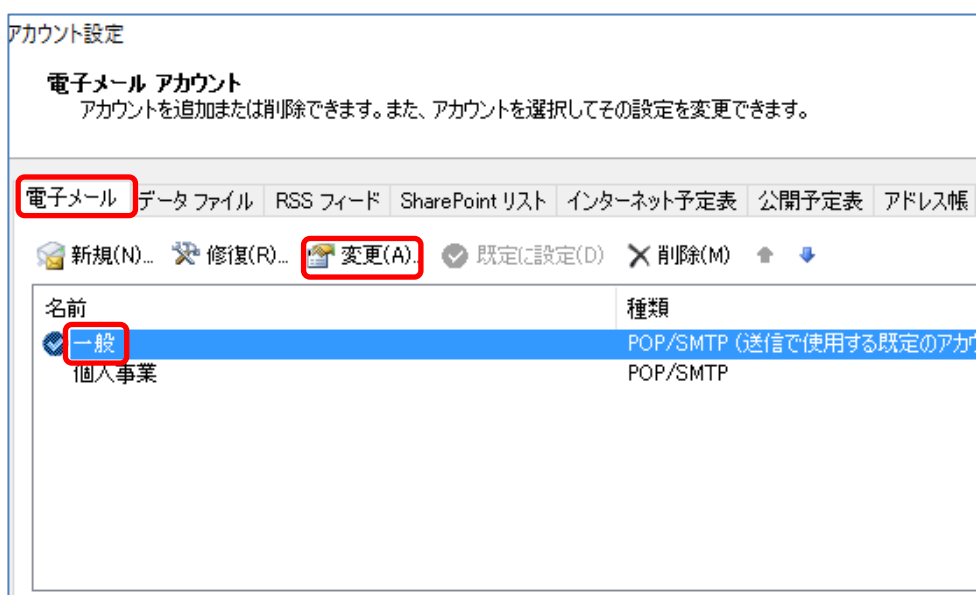 アカウント設定
電子メール アカウント
アカウントを追加または削除できます。また、アカウントを選択してその設定を変更できます。
電子メール データ ファイル RSS フィード SharePoint リスト インターネット予定表 公開予定表 アドレス帳
新規(N)... 修復(R)... 変更(A)... 既定に設定(D) 削除(M)
名前 種類
一般 POP/SMTP (送信で使用する既定のアカウ
個人事業 POP/SMTP